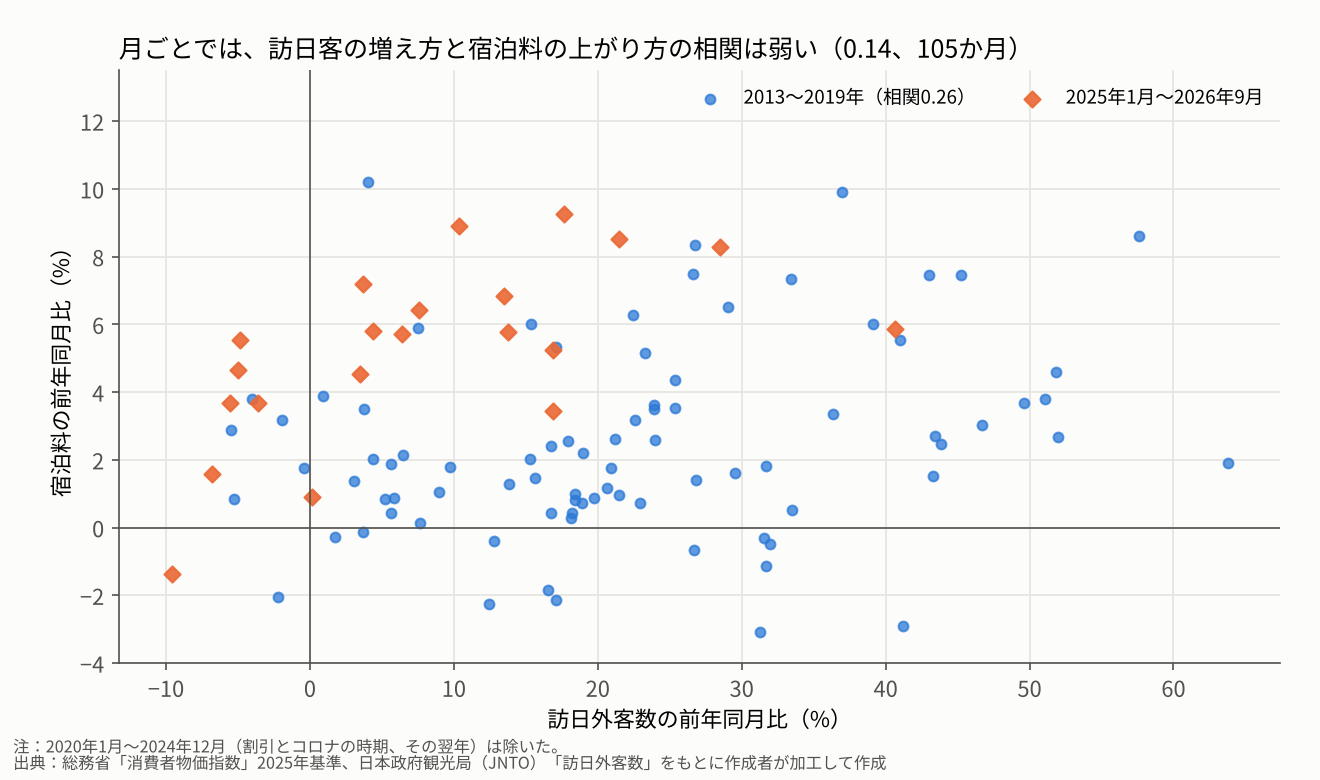 月ごとでは、訪日客の増え方と宿泊料の上がり方の相関は弱い（0.14、105か月）
2013～2019年（相関0.26）
2025年1月～2026年9月
宿泊料の前年同月比（%）
12
10
8
6
4
2
0
−2
−4
−10
0
10
20
30
40
50
60
訪日外客数の前年同月比（%）
注：2020年1月～2024年12月（割引とコロナの時期、その翌年）は除いた。
出典：総務省「消費者物価指数」2025年基準、日本政府観光局（JNTO）「訪日外客数」をもとに作成者が加工して作成